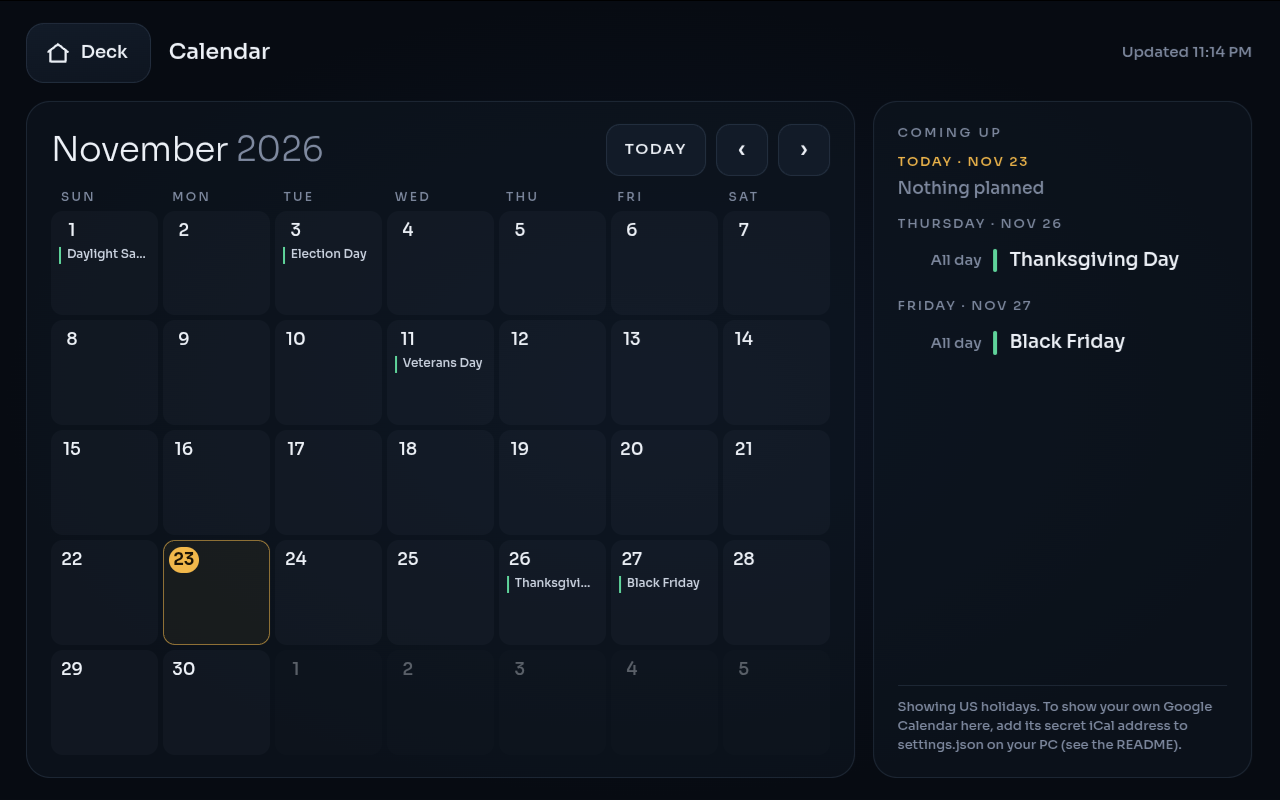 Deck
Calendar
Updated 11:14 PM
November 2026
TODAY
‹
›
SUN MON TUE WED THU FRI SAT
1 2 3 4 5 6 7
Daylight Sa... Election Day
8 9 10 11 12 13 14
Veterans Day
15 16 17 18 19 20 21
22 23 24 25 26 27 28
Thanksgivi... Black Friday
29 30 1 2 3 4 5
COMING UP
TODAY · NOV 23
Nothing planned
THURSDAY · NOV 26
All day Thanksgiving Day
FRIDAY · NOV 27
All day Black Friday
Showing US holidays. To show your own Google
Calendar here, add its secret iCal address to
settings.json on your PC (see the README).